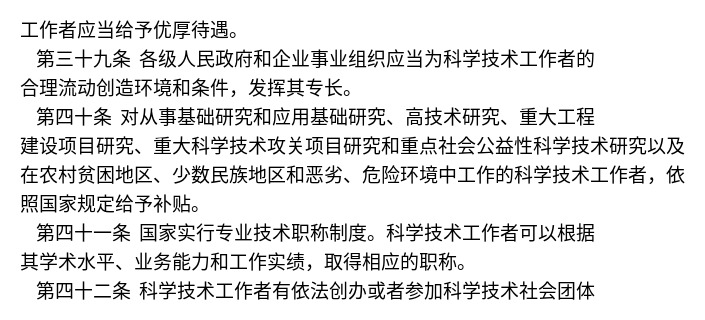 工作者应当给予优厚待遇。
第三十九条 各级人民政府和企业事业组织应当为科学技术工作者的
合理流动创造环境和条件，发挥其专长。
第四十条 对从事基础研究和应用基础研究、高技术研究、重大工程
建设项目研究、重大科学技术攻关项目研究和重点社会公益性科学技术研究以及
在农村贫困地区、少数民族地区和恶劣、危险环境中工作的科学技术工作者，依
照国家规定给予补贴。
第四十一条 国家实行专业技术职称制度。科学技术工作者可以根据
其学术水平、业务能力和工作实绩，取得相应的职称。
第四十二条 科学技术工作者有依法创办或者参加科学技术社会团体